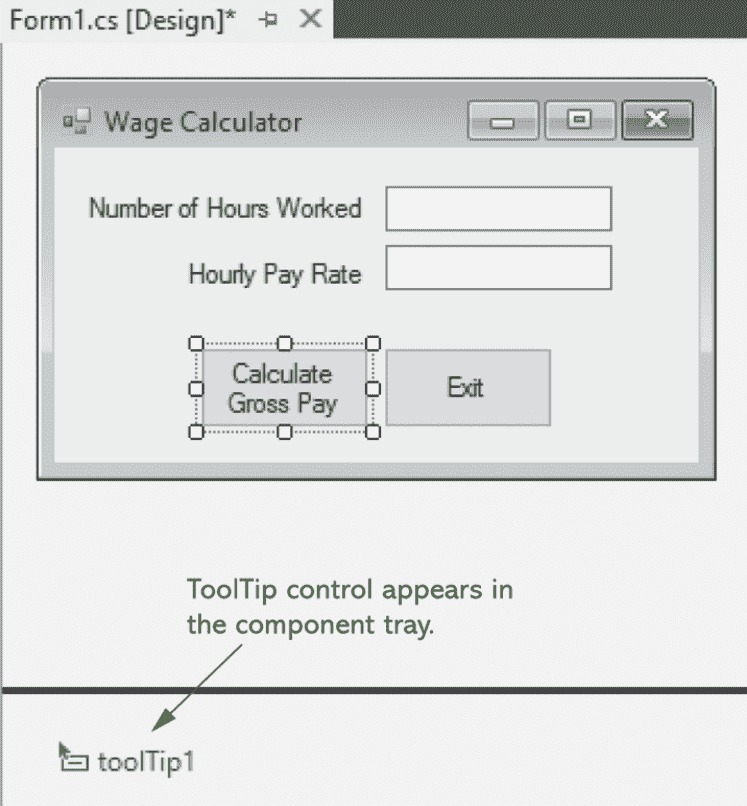 Form1.cs [Design]*
Wage Calculator
Number of Hours Worked
Hourly Pay Rate
Calculate
Gross Pay
Exit
ToolTip control appears in
the component tray.
toolTip1